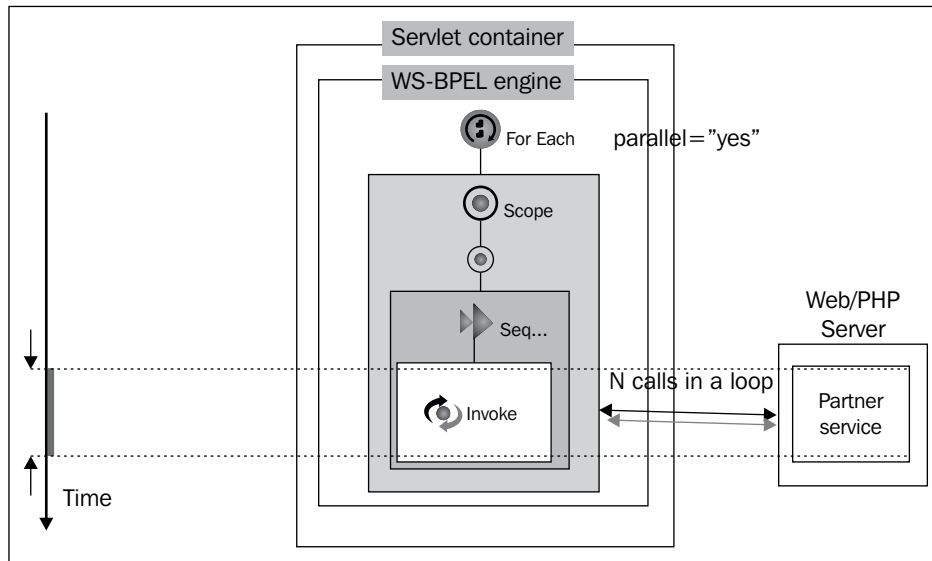 Servlet container
WS-BPEL engine
For Each
parallel=”yes”
Scope
Seq...
Web/PHP
Server
N calls in a loop
Invoke
Partner
service
Time